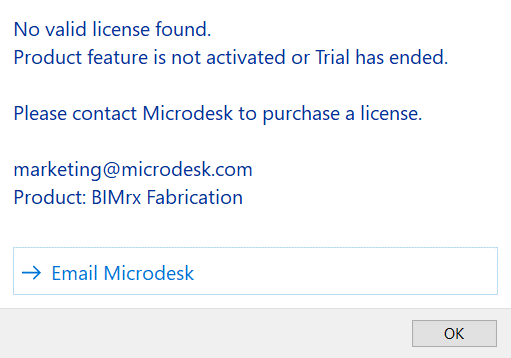 No valid license found.
Product feature is not activated or Trial has ended.
Please contact Microdesk to purchase a license.
marketing@microdesk.com
Product: BIMrx Fabrication
Email Microdesk
OK